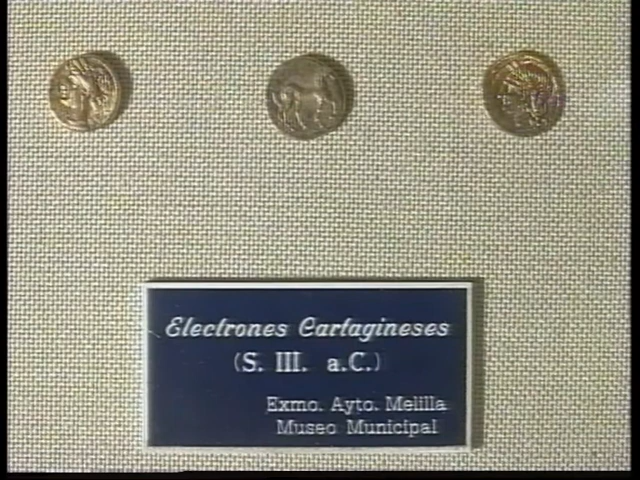 Electrones Cartagineses
(S. III. a.C.)
Exmo. Ayto. Melilla
Museo Municipal